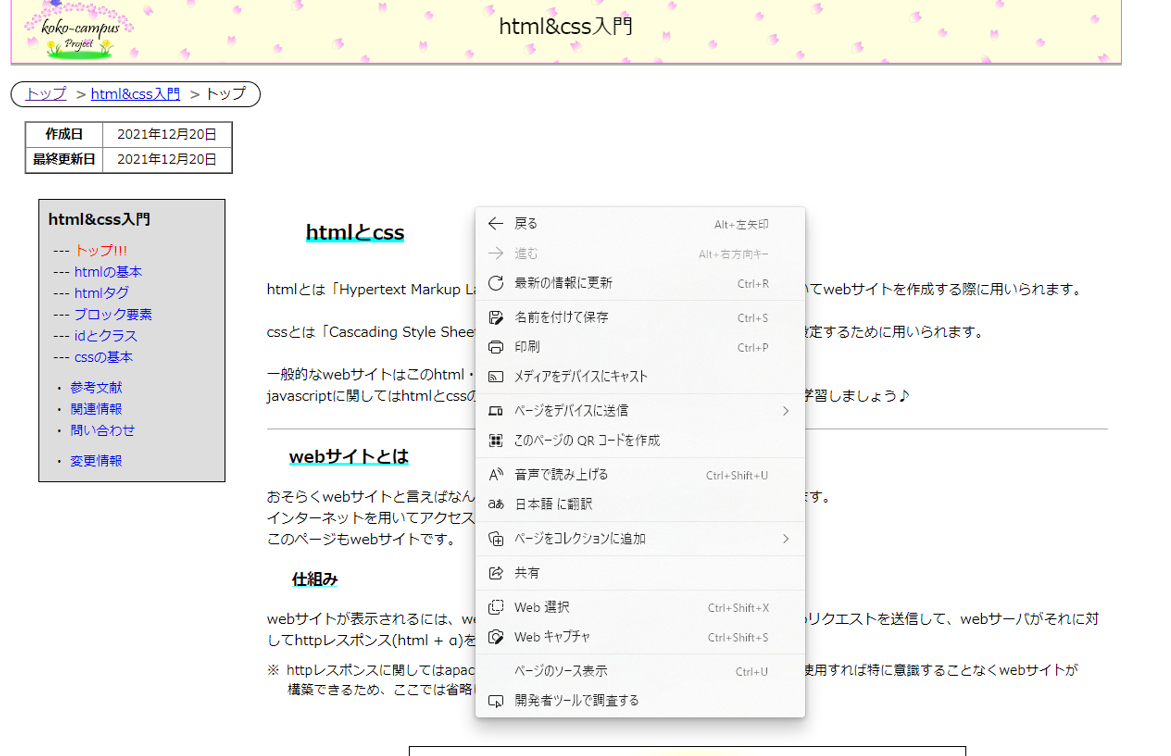 koko-campus
Project
html&css入門
トップ > html&css入門 > トップ
作成日 2021年12月20日
最終更新日 2021年12月20日
html&css入門
--- トップ!!!
--- htmlの基本
--- htmlタグ
--- ブロック要素
--- idとクラス
--- cssの基本
・ 参考文献
・ 関連情報
・ 問い合わせ
・ 変更情報
htmlとcss
htmlとは「Hypertext Markup La
いてwebサイトを作成する際に用いられます。
cssとは「Cascading Style Shee
定するために用いられます。
一般的なwebサイトはこのhtml・
javascriptに関してはhtmlとcssの
学習しましょう♪
webサイトとは
おそらくwebサイトと言えばなん
ます。
インターネットを用いてアクセス
このページもwebサイトです。
仕組み
webサイトが表示されるには、we
リクエストを送信して、webサーバがそれに対
してhttpレスポンス(html + α)を
※ httpレスポンスに関してはapac
使用すれば特に意識することなくwebサイトが
構築できるため、ここでは省略
戻る Alt+左矢印
進む Alt+右方向キー
最新の情報に更新 Ctrl+R
名前を付けて保存 Ctrl+S
印刷 Ctrl+P
メディアをデバイスにキャスト
ページをデバイスに送信
このページの QR コードを作成
音声で読み上げる Ctrl+Shift+U
日本語 に翻訳
ページをコレクションに追加
共有
Web 選択 Ctrl+Shift+X
Web キャプチャ Ctrl+Shift+S
ページのソース表示 Ctrl+U
開発者ツールで調査する